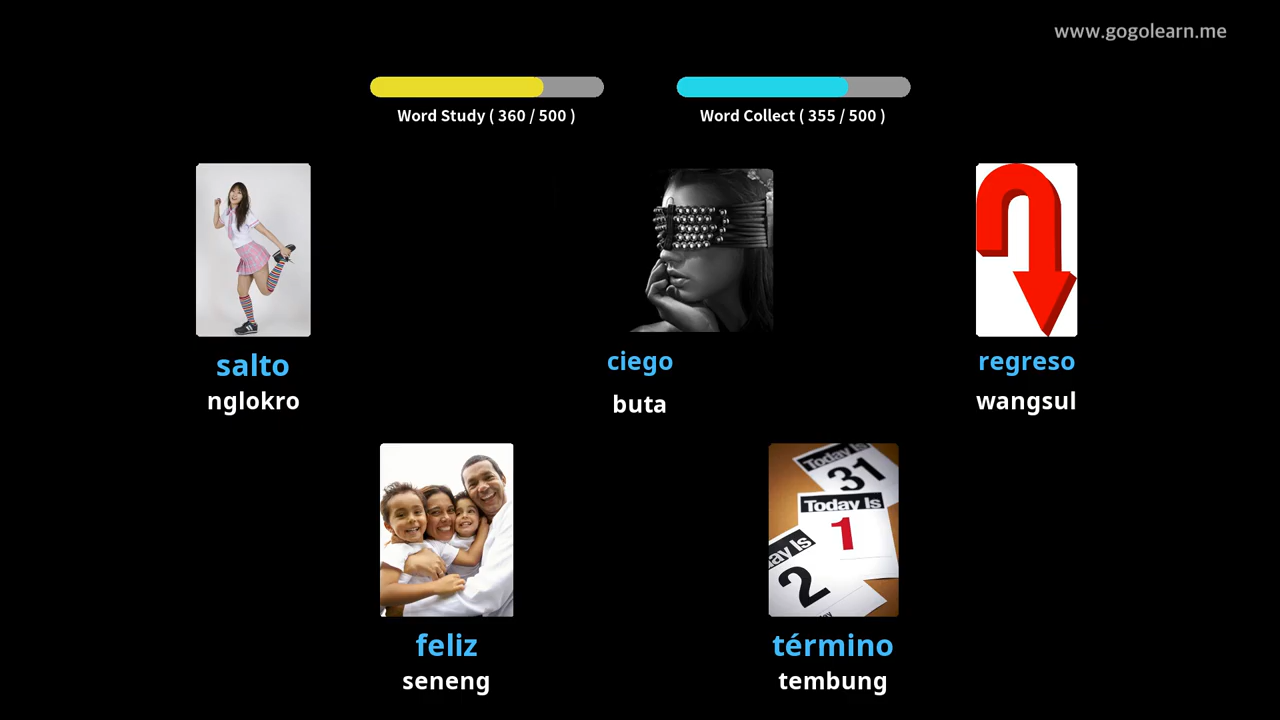 www.gogolearn.me
Word Study ( 360 / 500 )
Word Collect ( 355 / 500 )
salto
nglokro
ciego
buta
regreso
wangsul
Today Is
31
Today Is
1
ay Is
2
feliz
seneng
término
tembung